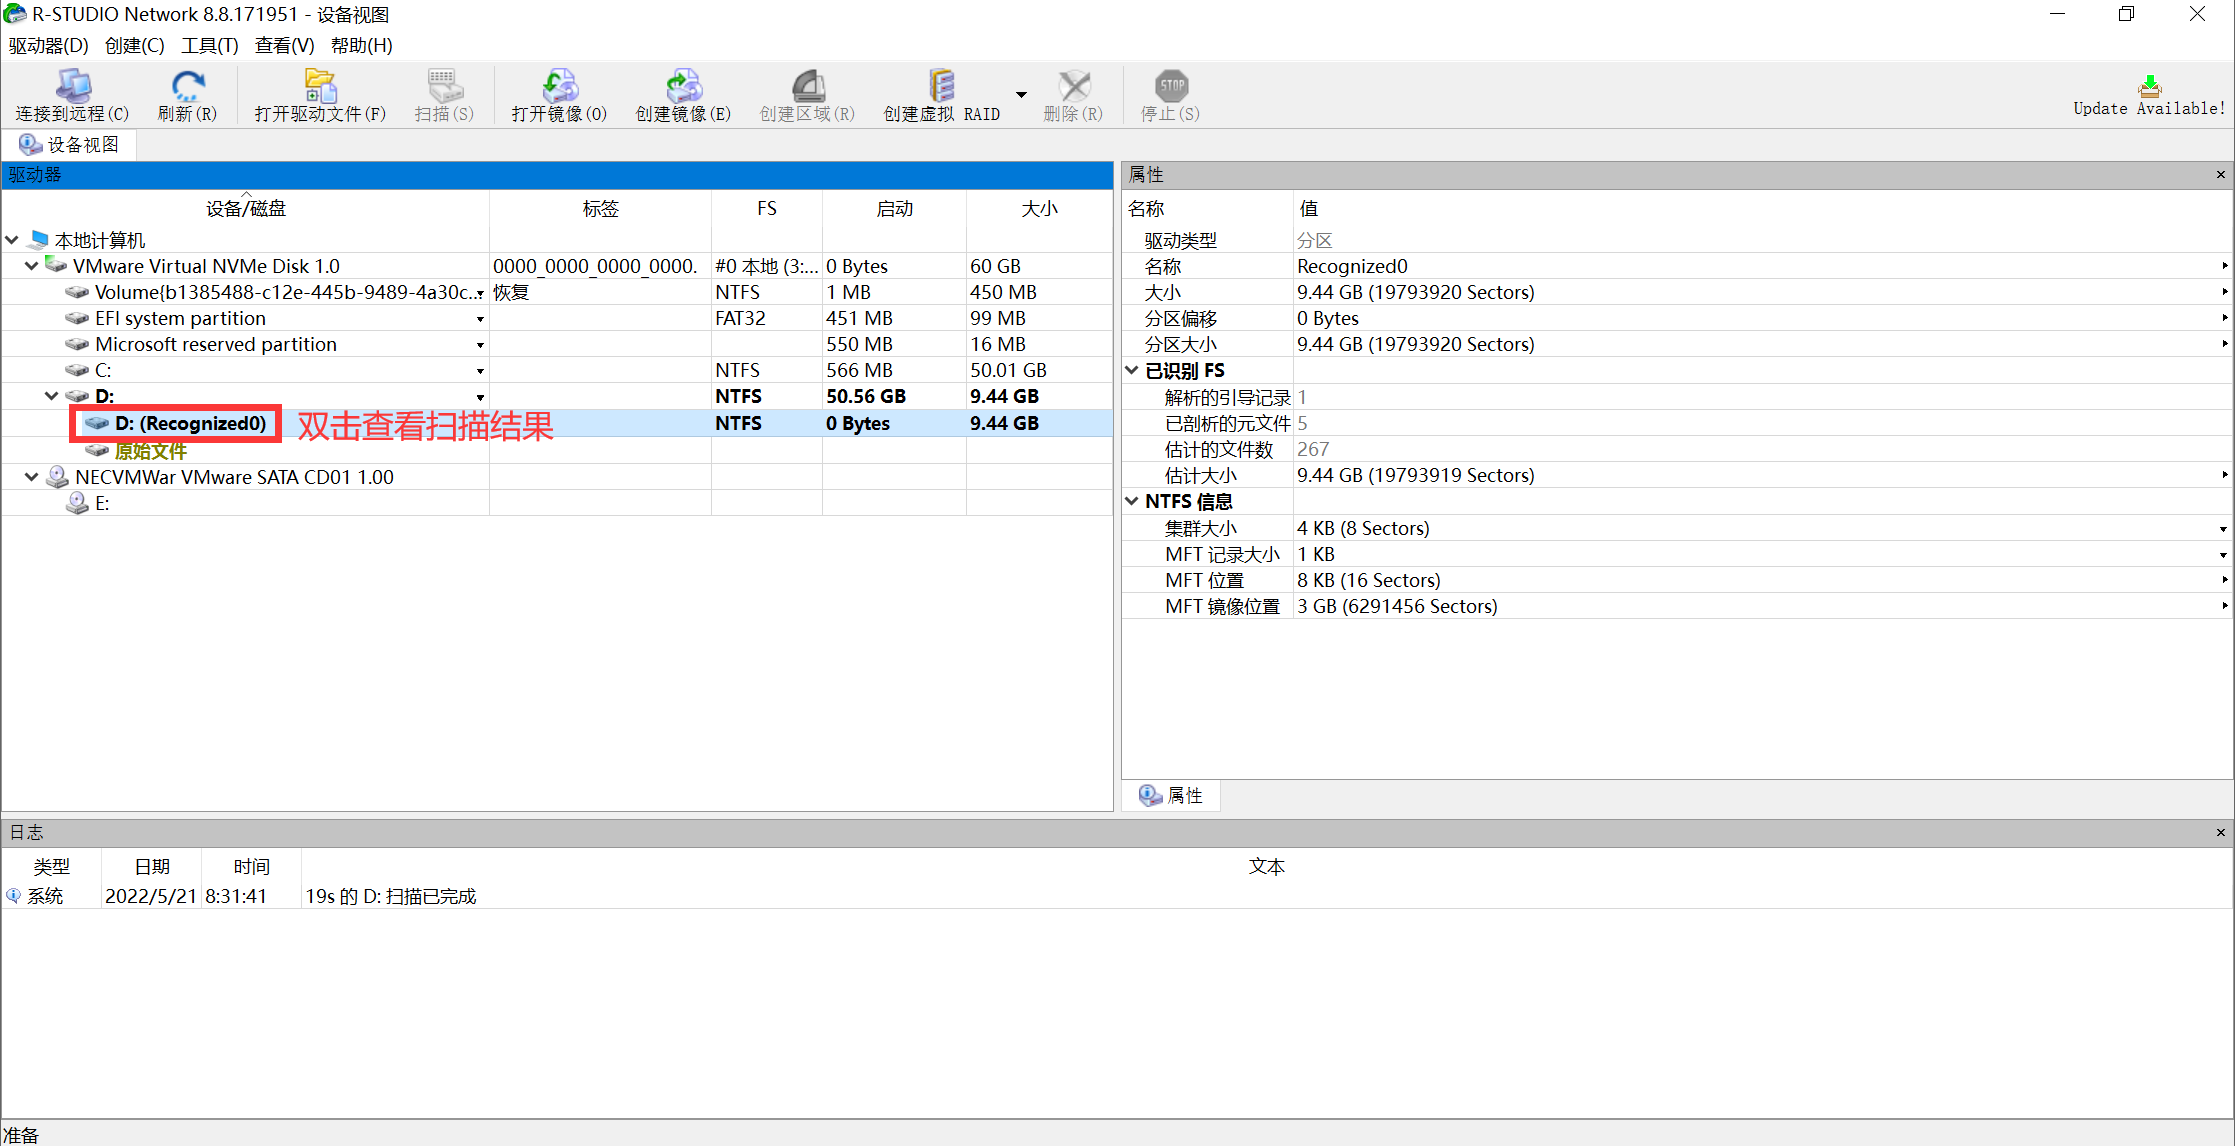 R-STUDIO Network 8.8.171951 - 设备视图
驱动器(D) 创建(C) 工具(T) 查看(V) 帮助(H)
连接到远程(C) 刷新(R) 打开驱动文件(F) 扫描(S) 打开镜像(O) 创建镜像(E) 创建区域(R) 创建虚拟 RAID 删除(R) STOP 停止(S) Update Available!
设备视图
驱动器
设备/磁盘 标签 FS 启动 大小
本地计算机
VMware Virtual NVMe Disk 1.0 0000_0000_0000_0000. #0 本地 (3:... 0 Bytes 60 GB
Volume{b1385488-c12e-445b-9489-4a30c... 恢复 NTFS 1 MB 450 MB
EFI system partition FAT32 451 MB 99 MB
Microsoft reserved partition 550 MB 16 MB
C: NTFS 566 MB 50.01 GB
D: NTFS 50.56 GB 9.44 GB
D: (Recognized0) 双击查看扫描结果 NTFS 0 Bytes 9.44 GB
原始文件
NECVMWar VMware SATA CD01 1.00
E:
属性
名称 值
驱动类型 分区
名称 Recognized0
大小 9.44 GB (19793920 Sectors)
分区偏移 0 Bytes
分区大小 9.44 GB (19793920 Sectors)
已识别 FS
解析的引导记录 1
已剖析的元文件 5
估计的文件数 267
估计大小 9.44 GB (19793919 Sectors)
NTFS 信息
集群大小 4 KB (8 Sectors)
MFT 记录大小 1 KB
MFT 位置 8 KB (16 Sectors)
MFT 镜像位置 3 GB (6291456 Sectors)
属性
日志
类型 日期 时间 文本
系统 2022/5/21 8:31:41 19s 的 D: 扫描已完成
准备